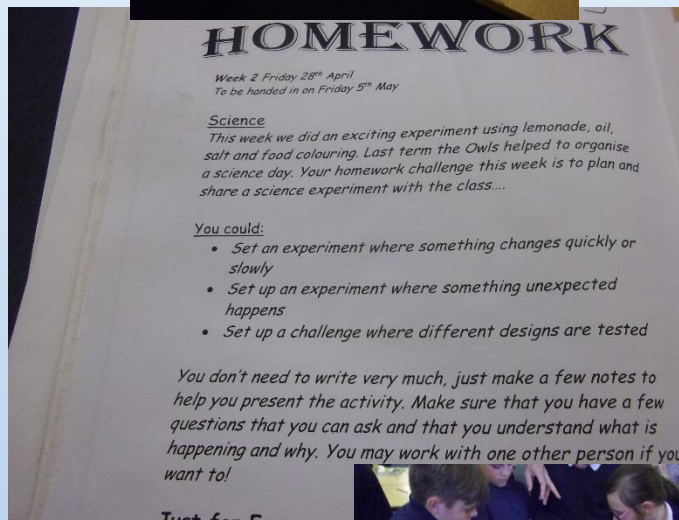 HOMEWORK
Week 2 Friday 28th April
To be handed in on Friday 5th May
Science
This week we did an exciting experiment using lemonade, oil,
salt and food colouring. Last term the Owls helped to organise
a science day. Your homework challenge this week is to plan and
share a science experiment with the class....
You could:
• Set an experiment where something changes quickly or
slowly
• Set up an experiment where something unexpected
happens
• Set up a challenge where different designs are tested
You don't need to write very much, just make a few notes to
help you present the activity. Make sure that you have a few
questions that you can ask and that you understand what is
happening and why. You may work with one other person if you
want to!
Just for